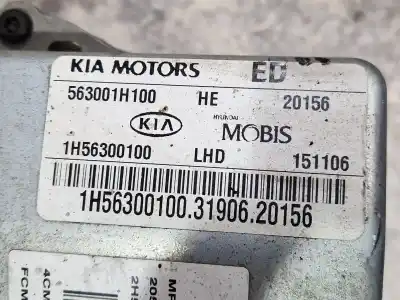 KIA MOTORS ED
563001H100 HE 20156
KIA HYUNDAI MOBIS
1H56300100 LHD 151106
1H56300100.31906.20156